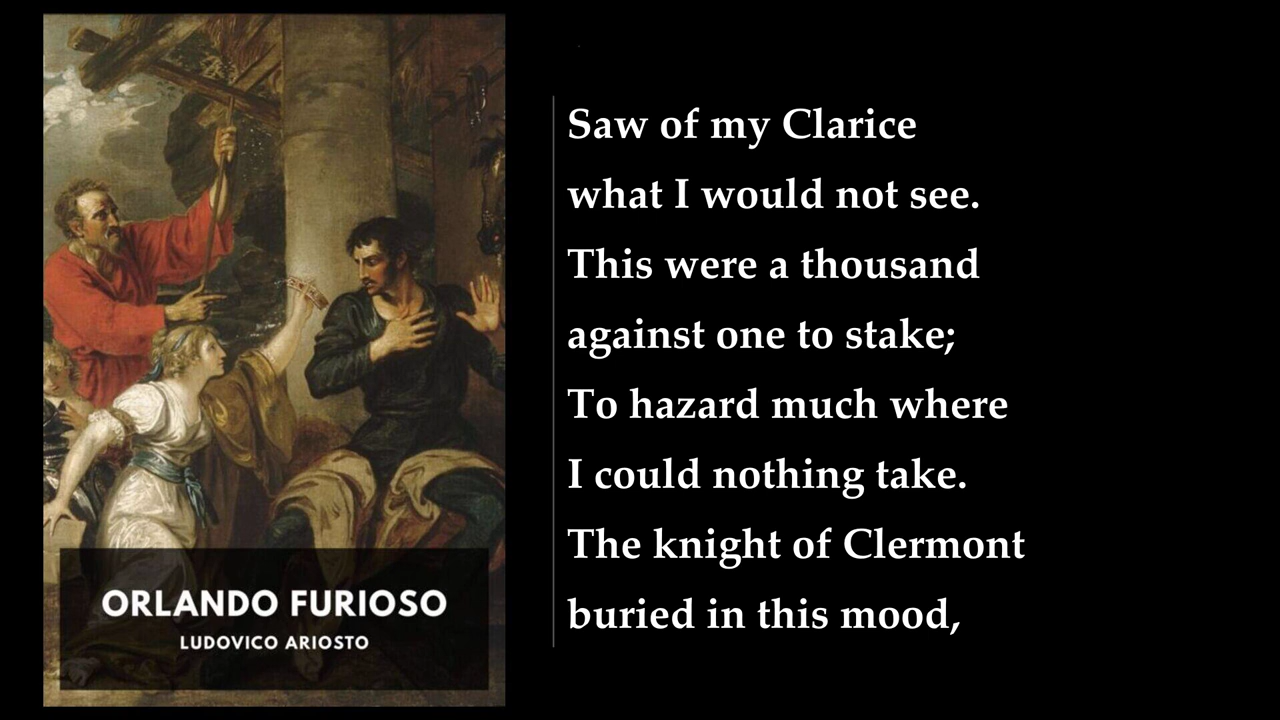 ORLANDO FURIOSO
LUDOVICO ARIOSTO
Saw of my Clarice
what I would not see.
This were a thousand
against one to stake;
To hazard much where
I could nothing take.
The knight of Clermont
buried in this mood,